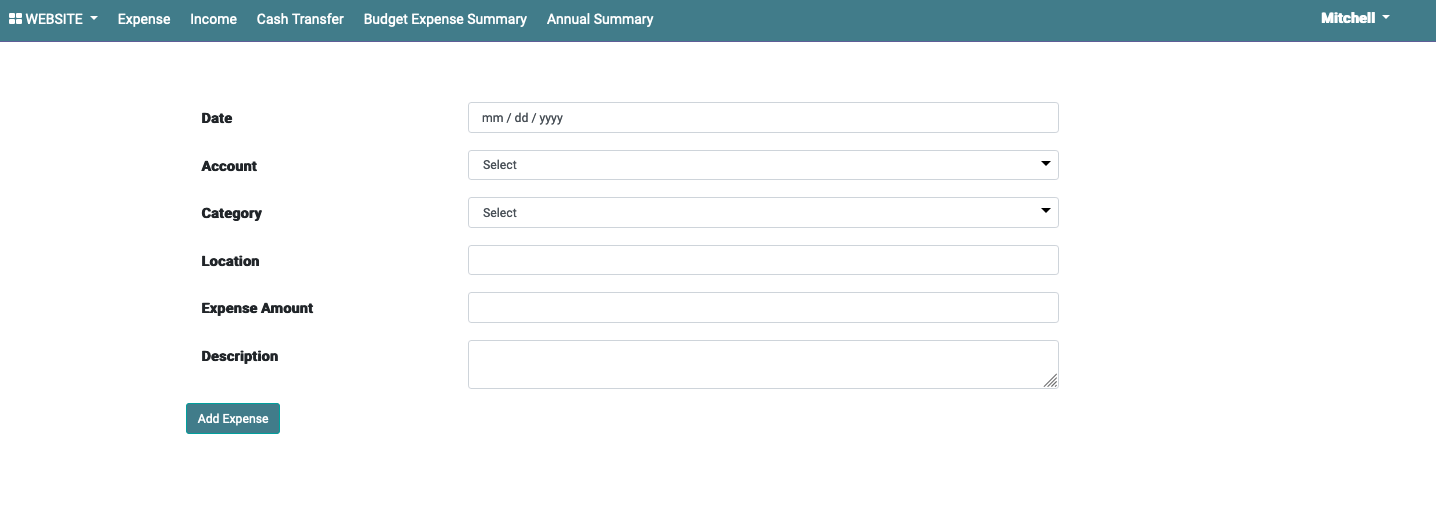 WEBSITE Expense Income Cash Transfer Budget Expense Summary Annual Summary Mitchell
Date mm / dd / yyyy
Account Select
Category Select
Location
Expense Amount
Description
Add Expense